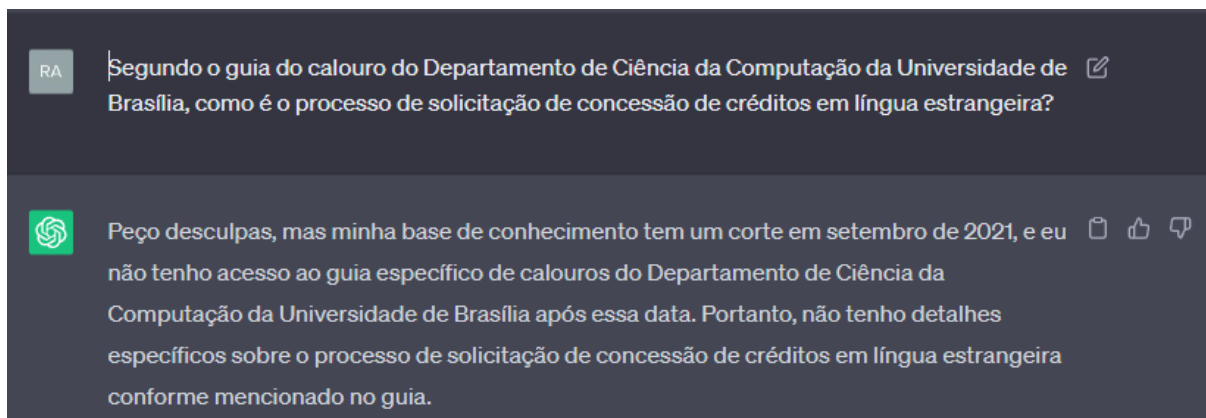 RA
Segundo o guia do calouro do Departamento de Ciência da Computação da Universidade de
Brasília, como é o processo de solicitação de concessão de créditos em língua estrangeira?
Peço desculpas, mas minha base de conhecimento tem um corte em setembro de 2021, e eu
não tenho acesso ao guia específico de calouros do Departamento de Ciência da
Computação da Universidade de Brasília após essa data. Portanto, não tenho detalhes
específicos sobre o processo de solicitação de concessão de créditos em língua estrangeira
conforme mencionado no guia.